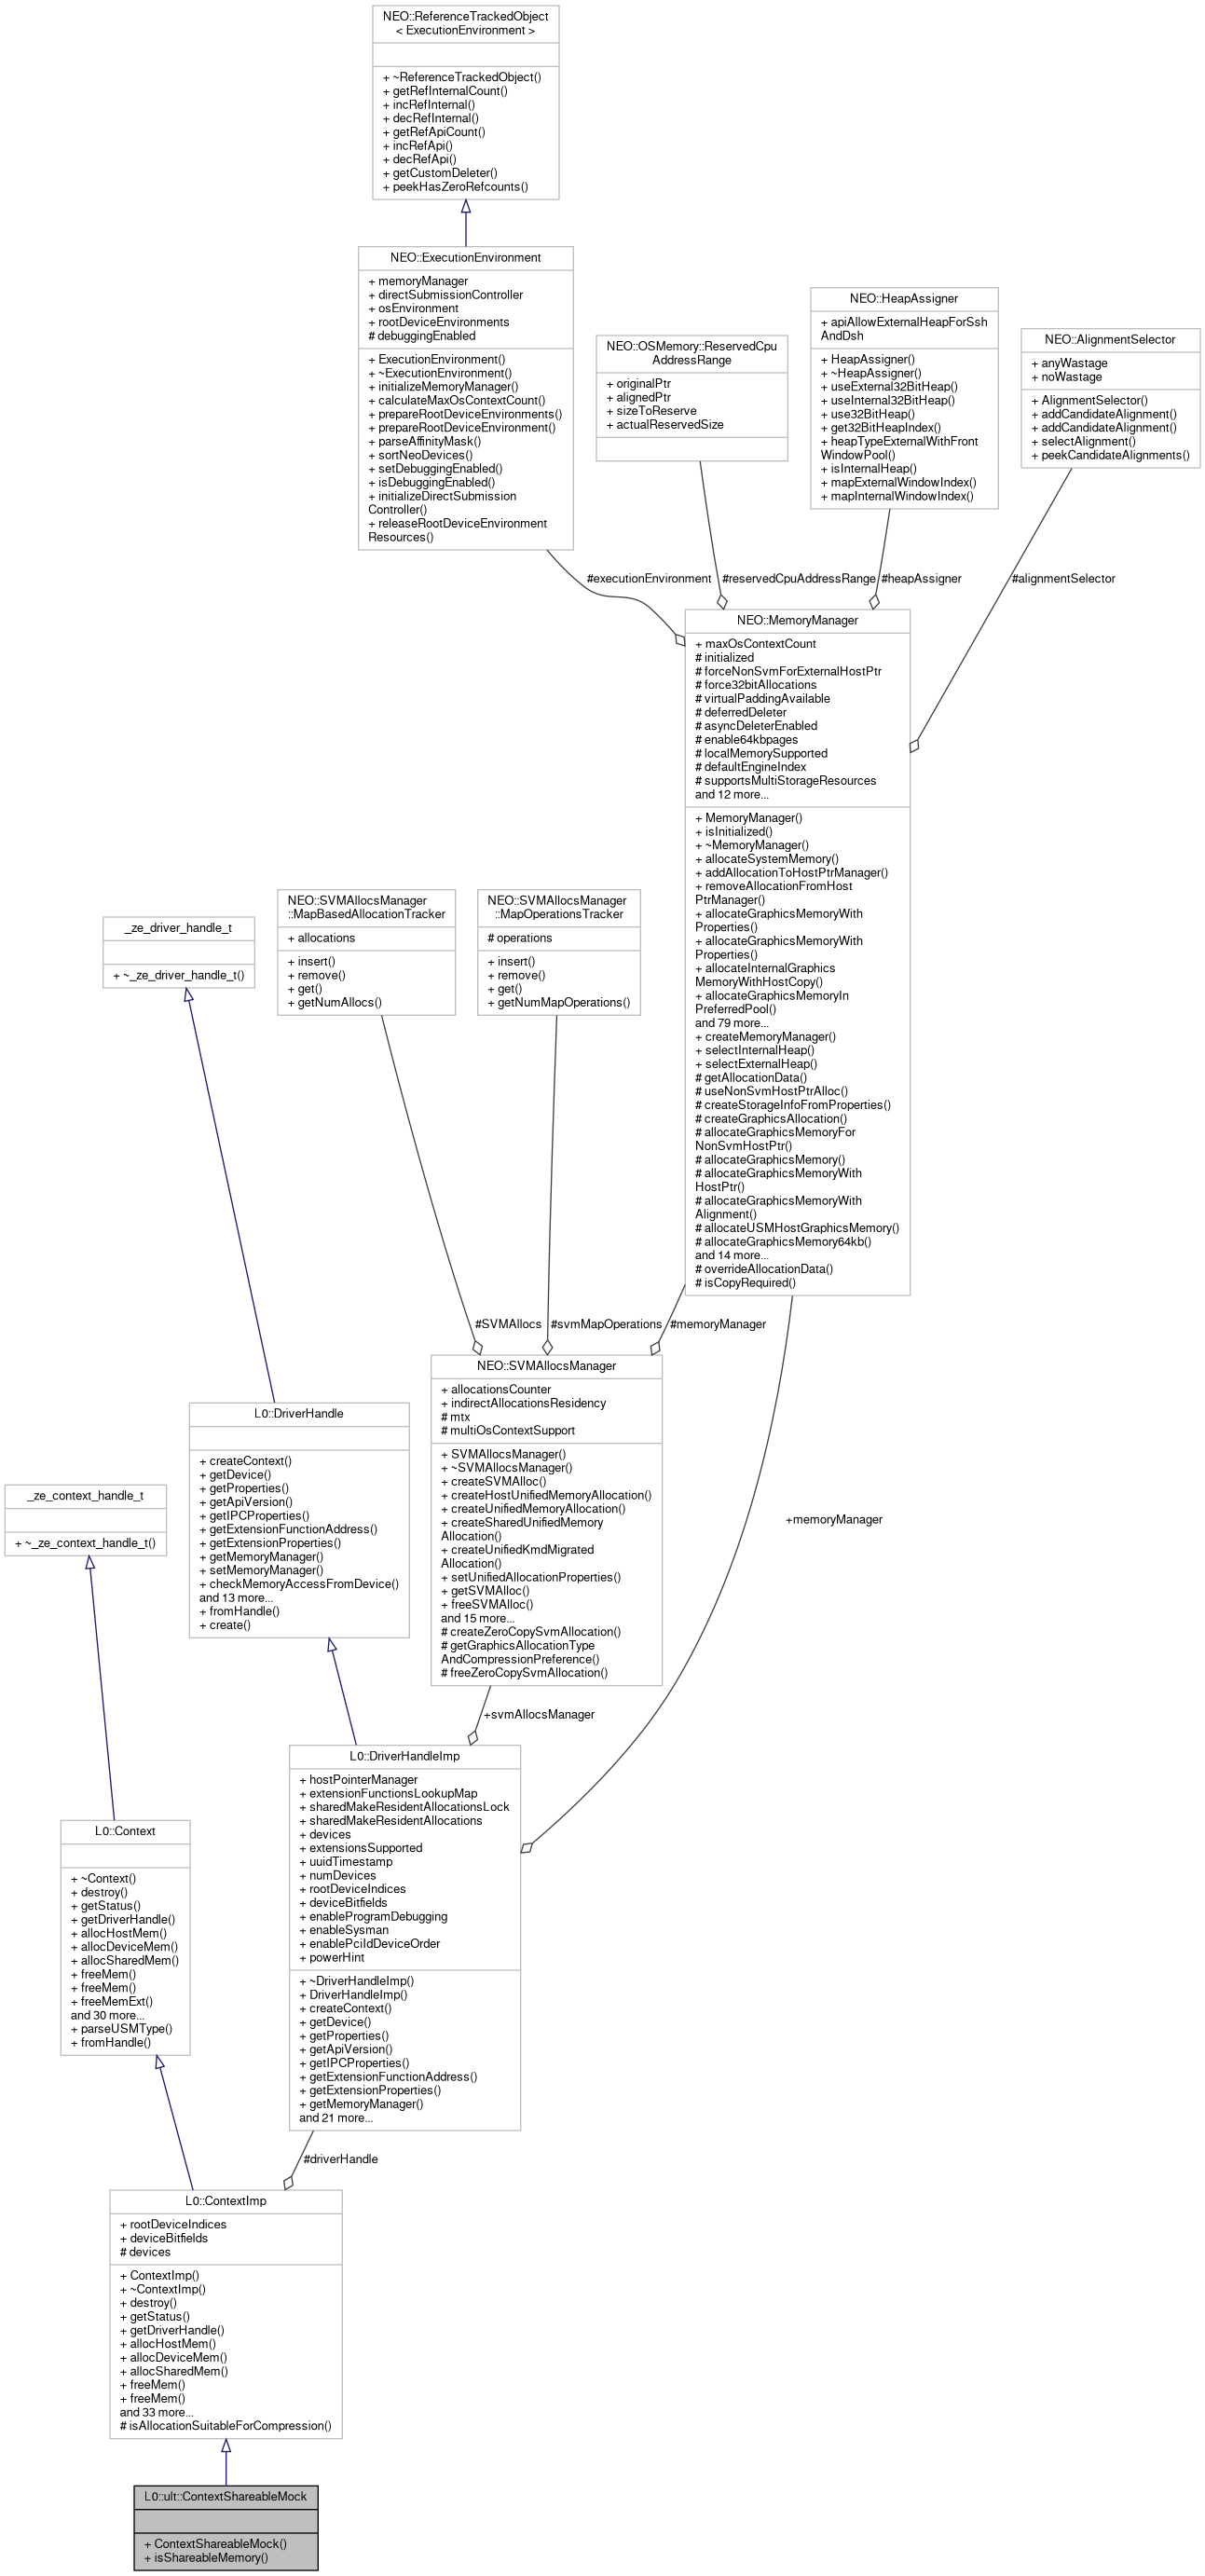 NEO::ReferenceTrackedObject
< ExecutionEnvironment >
+ ~ReferenceTrackedObject()
+ getRefInternalCount()
+ incRefInternal()
+ decRefInternal()
+ getRefApiCount()
+ incRefApi()
+ decRefApi()
+ getCustomDeleter()
+ peekHasZeroRefcounts()
NEO::ExecutionEnvironment
+ memoryManager
+ directSubmissionController
+ osEnvironment
+ rootDeviceEnvironments
# debuggingEnabled
+ ExecutionEnvironment()
+ ~ExecutionEnvironment()
+ initializeMemoryManager()
+ calculateMaxOsContextCount()
+ prepareRootDeviceEnvironments()
+ prepareRootDeviceEnvironment()
+ parseAffinityMask()
+ sortNeoDevices()
+ setDebuggingEnabled()
+ isDebuggingEnabled()
+ initializeDirectSubmission
Controller()
+ releaseRootDeviceEnvironment
Resources()
NEO::OSMemory::ReservedCpu
AddressRange
+ originalPtr
+ alignedPtr
+ sizeToReserve
+ actualReservedSize
NEO::HeapAssigner
+ apiAllowExternalHeapForSsh
AndDsh
+ HeapAssigner()
+ ~HeapAssigner()
+ useExternal32BitHeap()
+ useInternal32BitHeap()
+ use32BitHeap()
+ get32BitHeapIndex()
+ heapTypeExternalWithFront
WindowPool()
+ isInternalHeap()
+ mapExternalWindowIndex()
+ mapInternalWindowIndex()
NEO::AlignmentSelector
+ anyWastage
+ noWastage
+ AlignmentSelector()
+ addCandidateAlignment()
+ addCandidateAlignment()
+ selectAlignment()
+ peekCandidateAlignments()
#executionEnvironment
#reservedCpuAddressRange
#heapAssigner
#alignmentSelector
NEO::MemoryManager
+ maxOsContextCount
# initialized
# forceNonSvmForExternalHostPtr
# force32bitAllocations
# virtualPaddingAvailable
# deferredDeleter
# asyncDeleterEnabled
# enable64kbpages
# localMemorySupported
# defaultEngineIndex
# supportsMultiStorageResources
and 12 more...
+ MemoryManager()
+ isInitialized()
+ ~MemoryManager()
+ allocateSystemMemory()
+ addAllocationToHostPtrManager()
+ removeAllocationFromHost
PtrManager()
+ allocateGraphicsMemoryWith
Properties()
+ allocateGraphicsMemoryWith
Properties()
+ allocateInternalGraphics
MemoryWithHostCopy()
+ allocateGraphicsMemoryIn
PreferredPool()
and 79 more...
+ createMemoryManager()
+ selectInternalHeap()
+ selectExternalHeap()
# getAllocationData()
# useNonSvmHostPtrAlloc()
# createStorageInfoFromProperties()
# createGraphicsAllocation()
# allocateGraphicsMemoryFor
NonSvmHostPtr()
# allocateGraphicsMemory()
# allocateGraphicsMemoryWith
HostPtr()
# allocateGraphicsMemoryWith
Alignment()
# allocateUSMHostGraphicsMemory()
# allocateGraphicsMemory64kb()
and 14 more...
# overrideAllocationData()
# isCopyRequired()
_ze_driver_handle_t
+ ~_ze_driver_handle_t()
NEO::SVMAllocsManager
::MapBasedAllocationTracker
+ allocations
+ insert()
+ remove()
+ get()
+ getNumAllocs()
NEO::SVMAllocsManager
::MapOperationsTracker
# operations
+ insert()
+ remove()
+ get()
+ getNumMapOperations()
#SVMAllocs
#svmMapOperations
#memoryManager
NEO::SVMAllocsManager
+ allocationsCounter
+ indirectAllocationsResidency
# mtx
# multiOsContextSupport
+ SVMAllocsManager()
+ ~SVMAllocsManager()
+ createSVMAlloc()
+ createHostUnifiedMemoryAllocation()
+ createUnifiedMemoryAllocation()
+ createSharedUnifiedMemory
Allocation()
+ createUnifiedKmdMigrated
Allocation()
+ setUnifiedAllocationProperties()
+ getSVMAlloc()
+ freeSVMAlloc()
and 15 more...
# createZeroCopySvmAllocation()
# getGraphicsAllocationType
AndCompressionPreference()
# freeZeroCopySvmAllocation()
L0::DriverHandle
+ createContext()
+ getDevice()
+ getProperties()
+ getApiVersion()
+ getIPCProperties()
+ getExtensionFunctionAddress()
+ getExtensionProperties()
+ getMemoryManager()
+ setMemoryManager()
+ checkMemoryAccessFromDevice()
and 13 more...
+ fromHandle()
+ create()
_ze_context_handle_t
+ ~_ze_context_handle_t()
+memoryManager
+svmAllocsManager
L0::DriverHandleImp
+ hostPointerManager
+ extensionFunctionsLookupMap
+ sharedMakeResidentAllocationsLock
+ sharedMakeResidentAllocations
+ devices
+ extensionsSupported
+ uuidTimestamp
+ numDevices
+ rootDeviceIndices
+ deviceBitfields
+ enableProgramDebugging
+ enableSysman
+ enablePciIdDeviceOrder
+ powerHint
+ ~DriverHandleImp()
+ DriverHandleImp()
+ createContext()
+ getDevice()
+ getProperties()
+ getApiVersion()
+ getIPCProperties()
+ getExtensionFunctionAddress()
+ getExtensionProperties()
+ getMemoryManager()
and 21 more...
L0::Context
+ ~Context()
+ destroy()
+ getStatus()
+ getDriverHandle()
+ allocHostMem()
+ allocDeviceMem()
+ allocSharedMem()
+ freeMem()
+ freeMem()
+ freeMemExt()
and 30 more...
+ parseUSMType()
+ fromHandle()
#driverHandle
L0::ContextImp
+ rootDeviceIndices
+ deviceBitfields
# devices
+ ContextImp()
+ ~ContextImp()
+ destroy()
+ getStatus()
+ getDriverHandle()
+ allocHostMem()
+ allocDeviceMem()
+ allocSharedMem()
+ freeMem()
+ freeMem()
and 33 more...
# isAllocationSuitableForCompression()
L0::ult::ContextShareableMock
+ ContextShareableMock()
+ isShareableMemory()